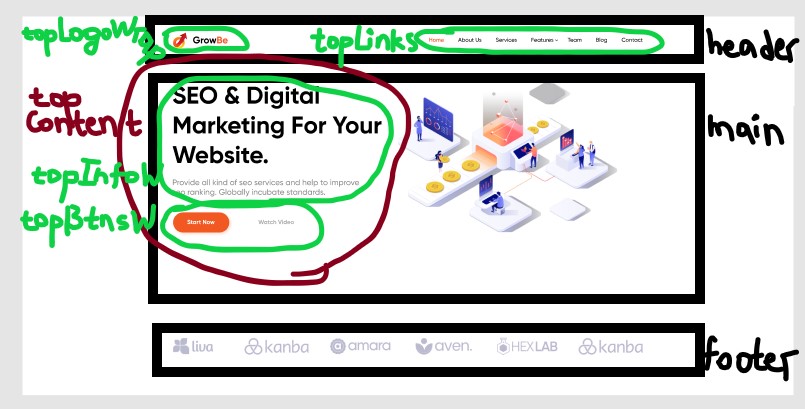 topLogoW
GrowBe
topLinks
Home About Us Services Features Team Blog Contact
header
top
Content
SEO & Digital
Marketing For Your
Website.
main
topInfoW
Provide all kind of seo services and help to improve
ranking. Globally incubate standards.
topBtnsW
Start Now Watch Video
liva kanba amara aven. HEXLAB kanba
footer